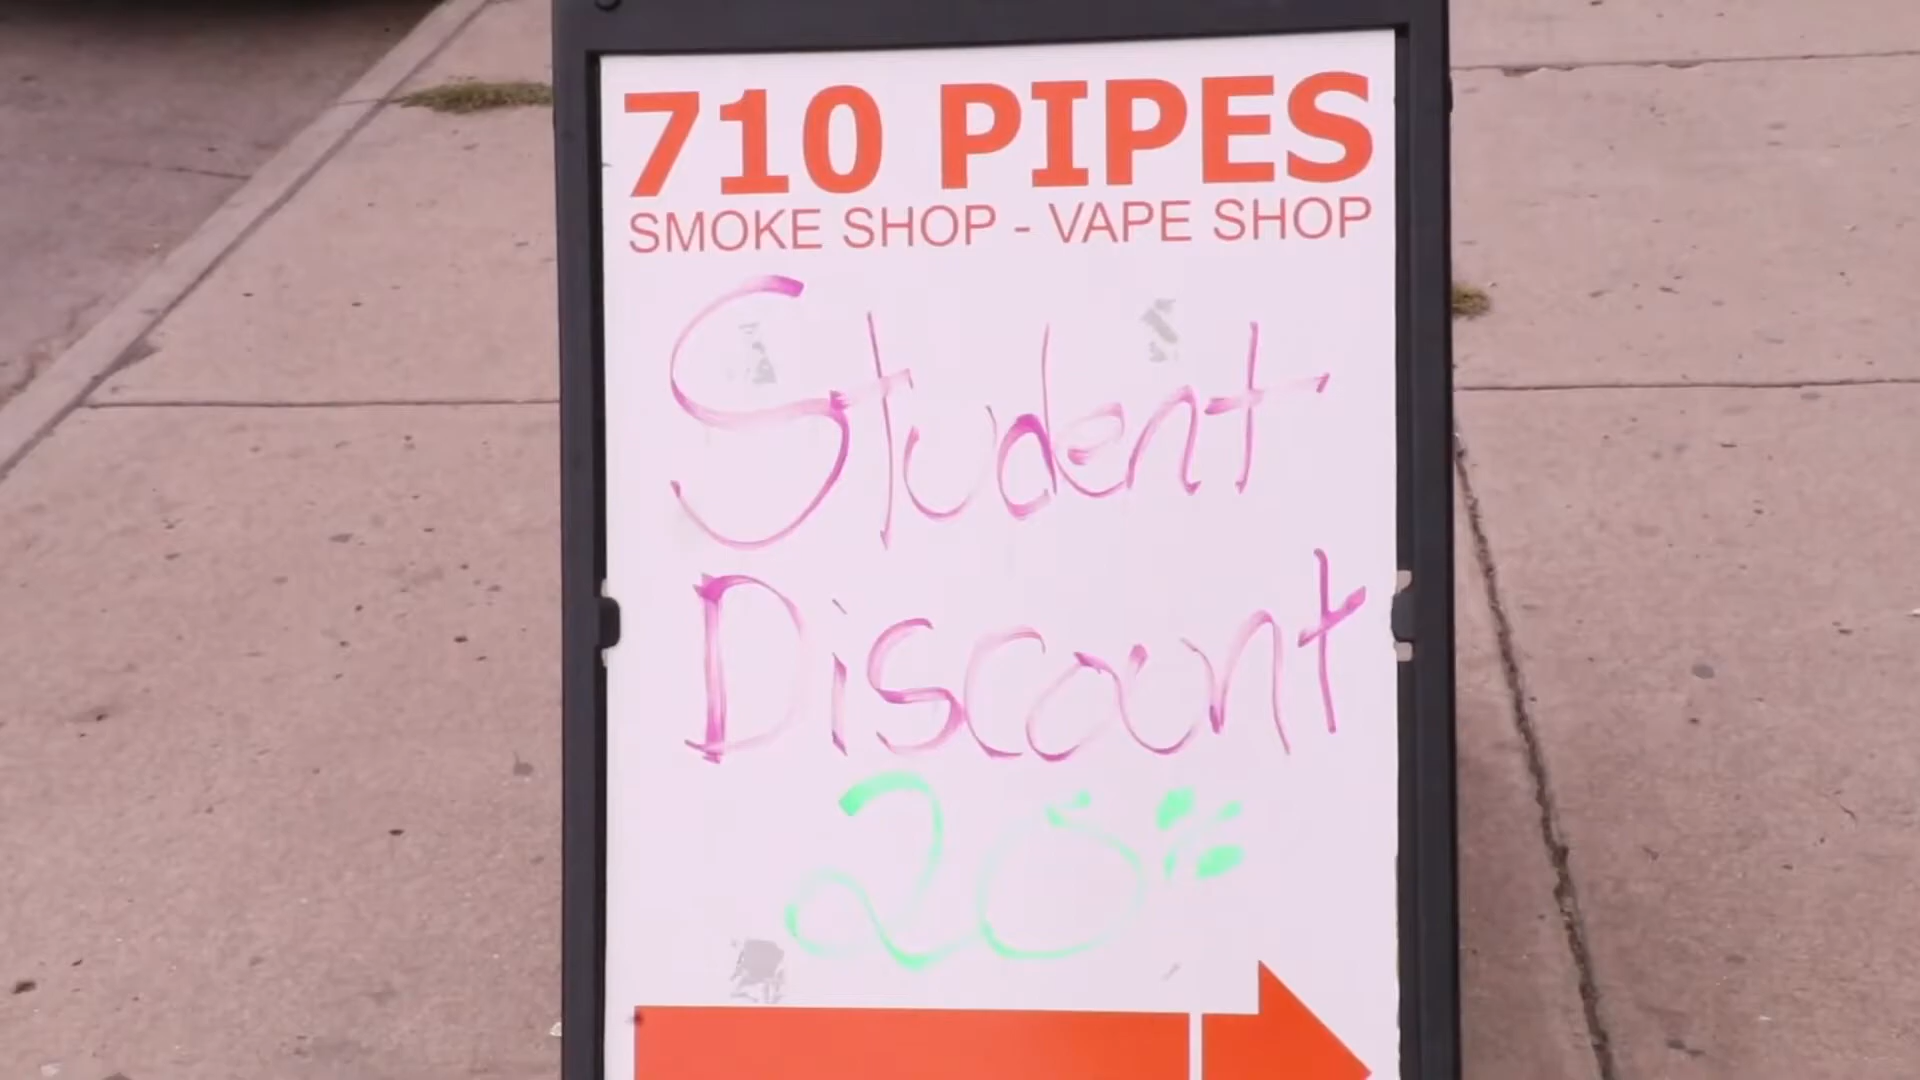 710 PIPES
SMOKE SHOP - VAPE SHOP
Student
Discount
20%